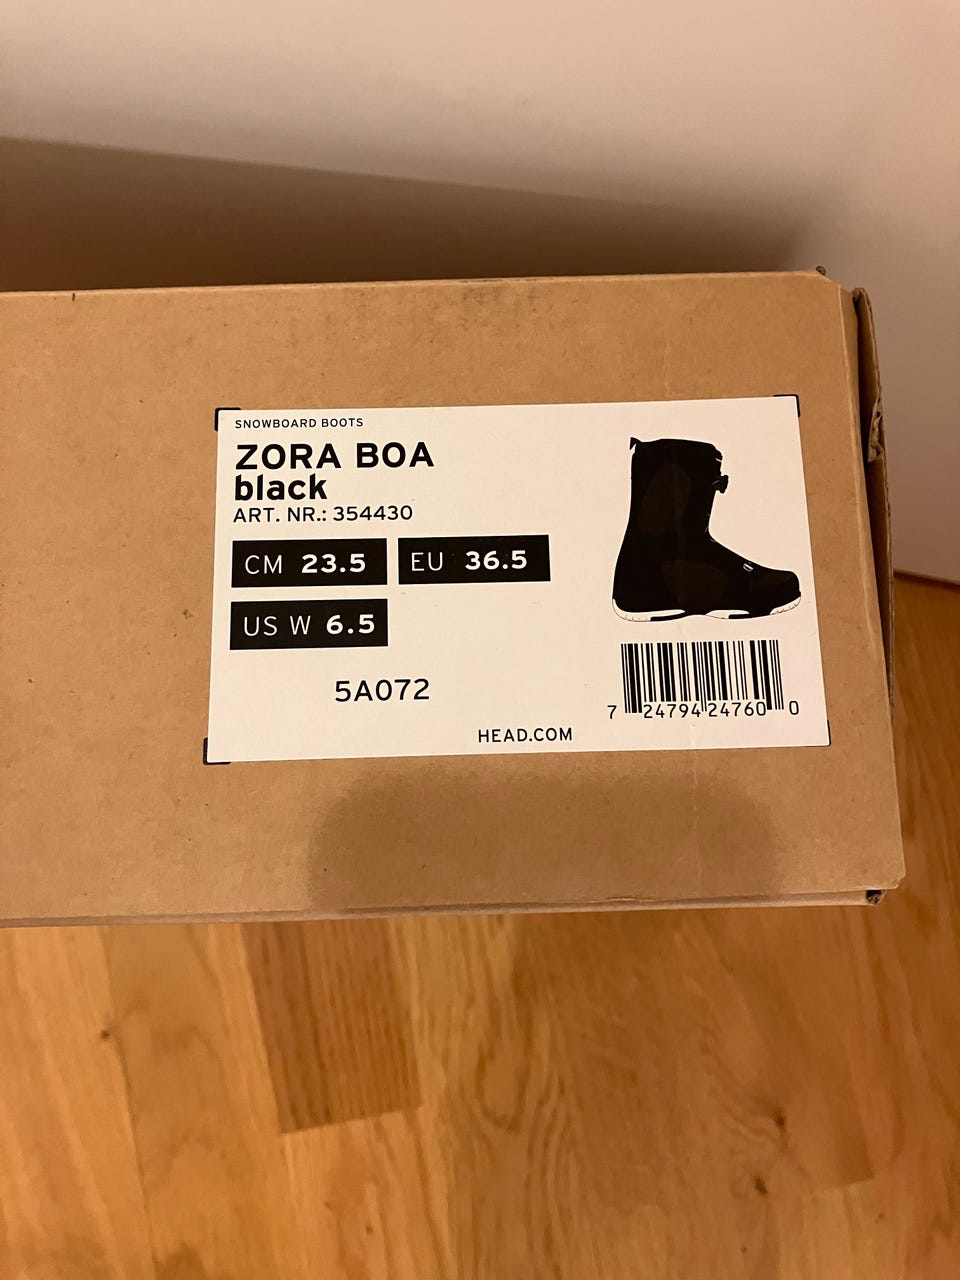 SNOWBOARD BOOTS
ZORA BOA
black
ART. NR.: 354430
CM 23.5 EU 36.5
US W 6.5
5A072
7 24794 24760 0
HEAD.COM